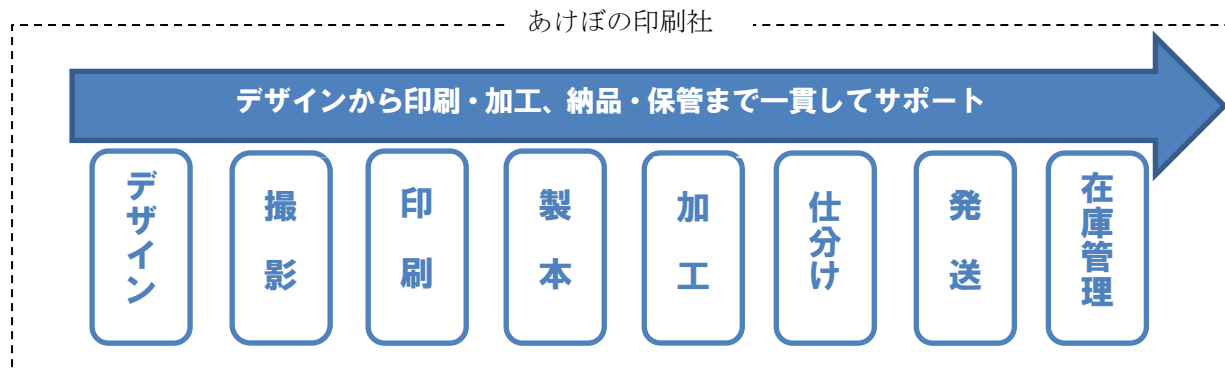 あけぼの印刷社
デザインから印刷・加工、納品・保管まで一貫してサポート
デザイン
撮影
印刷
製本
加工
仕分け
発送
在庫管理